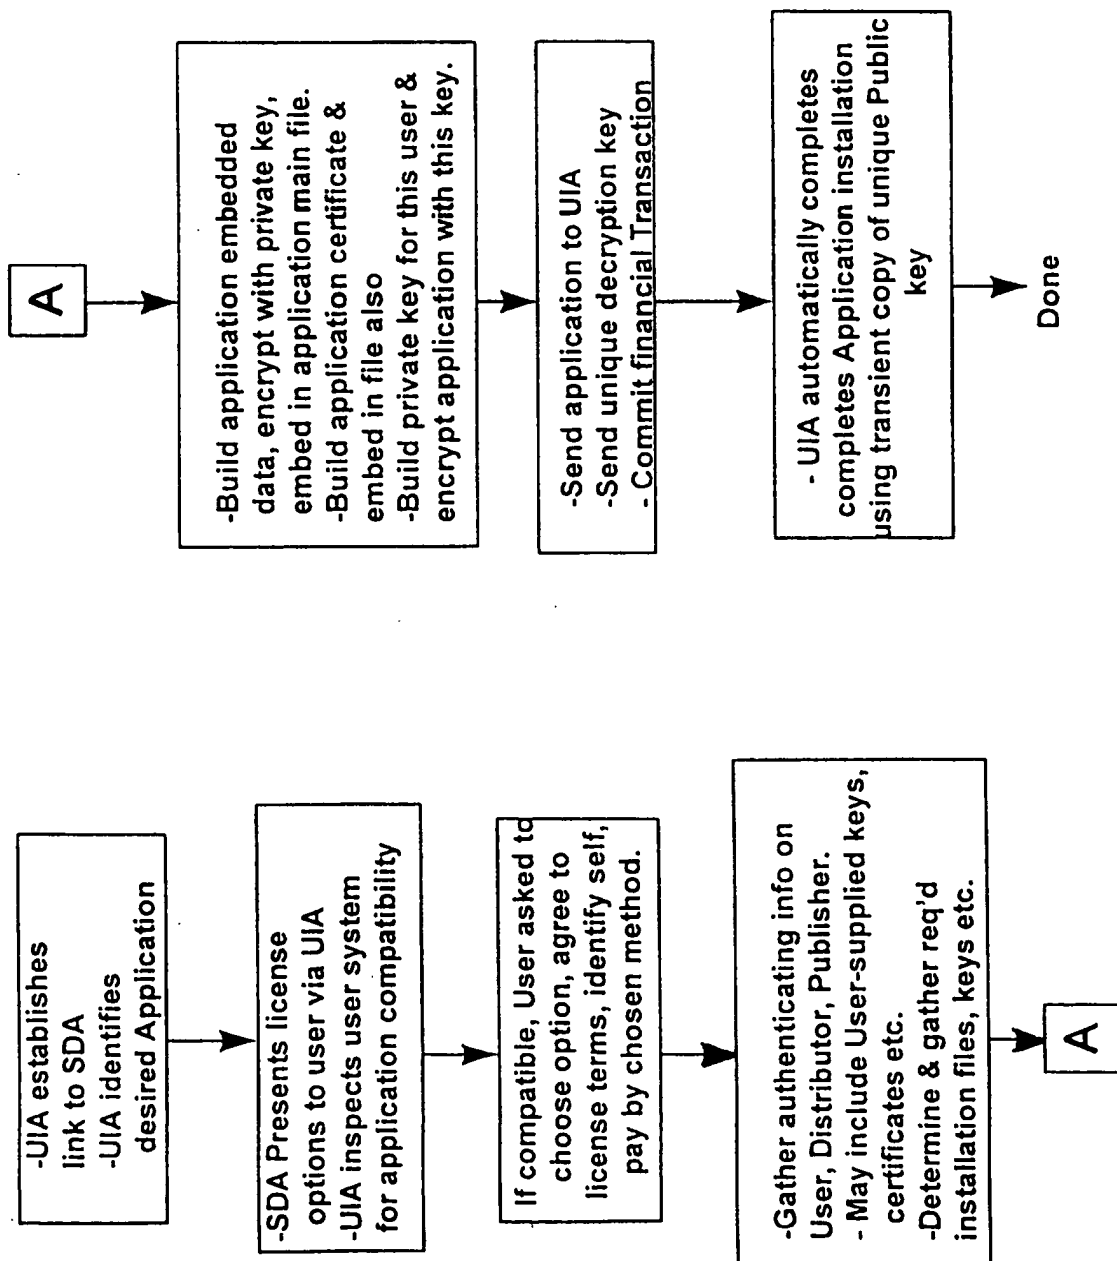 -UIA establishes
link to SDA
-UIA identifies
desired Application
-SDA Presents license
options to user via UIA
-UIA inspects user system
for application compatibility
If compatible, User asked to
choose option, agree to
license terms, identify self,
pay by chosen method.
-Gather authenticating info on
User, Distributor, Publisher.
- May include User-supplied keys,
certificates etc.
-Determine & gather req'd
installation files, keys etc.
A
A
-Build application embedded
data, encrypt with private key,
embed in application main file.
-Build application certificate &
embed in file also
-Build private key for this user &
encrypt application with this key.
-Send application to UIA
-Send unique decryption key
- Commit financial Transaction
- UIA automatically completes
completes Application installation
using transient copy of unique Public
key
Done